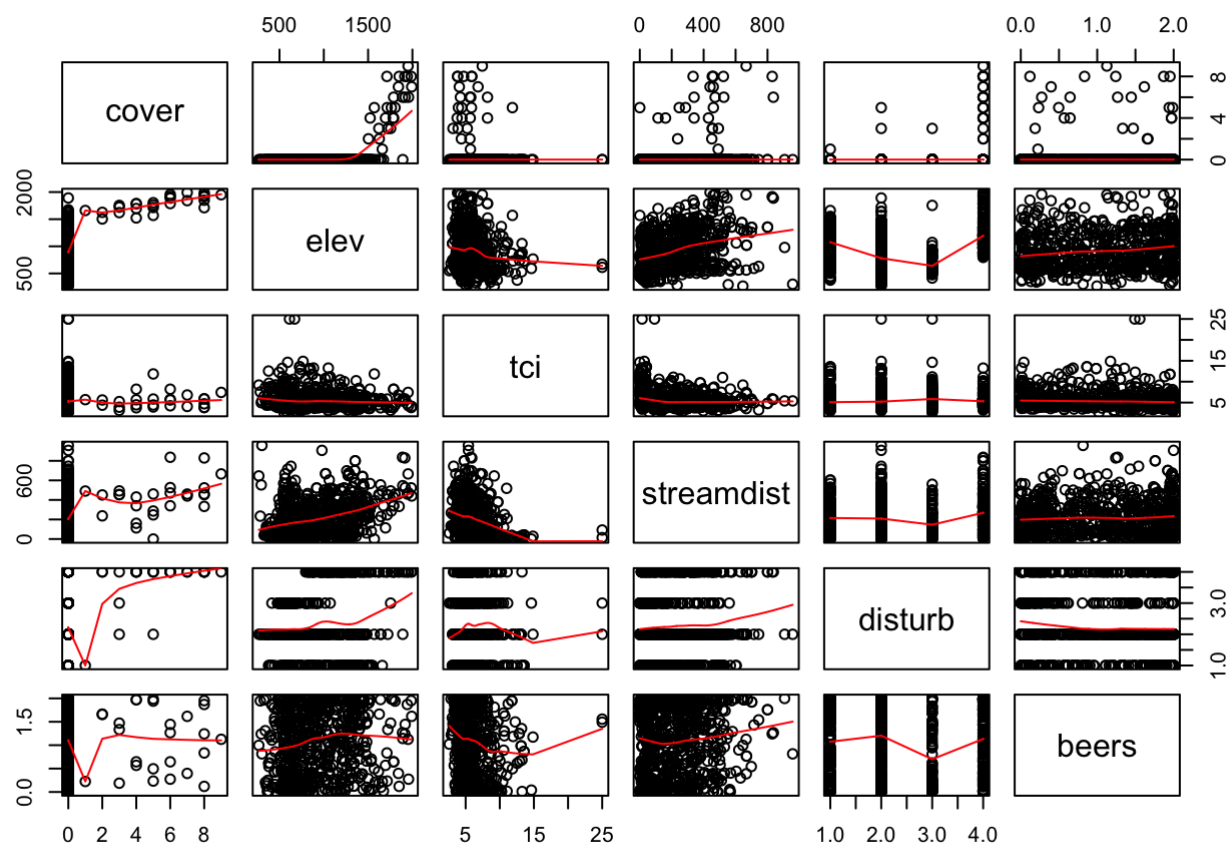 500 1500 0 400 800 0.0 1.0 2.0
cover 0 4 8
500 2000 elev
tci 5 15 25
0 600 streamdist
disturb 1.0 3.0
0.0 1.5 beers
0 2 4 6 8 5 15 25 1.0 2.0 3.0 4.0